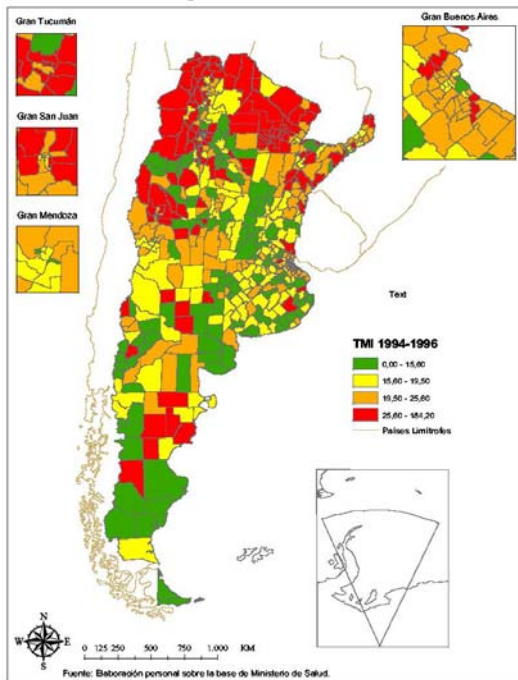 Gran Tucumán
Gran Buenos Aires
Gran San Juan
Gran Mendoza
Text
TMI 1994-1996
0,00 - 15,60
15,60 - 19,50
19,50 - 25,60
25,60 - 184,20
Países Limítrofes
N
W E
S
0 125 250 500 750 1.000 KM
Fuente: Elaboración personal sobre la base de Ministerio de Salud.